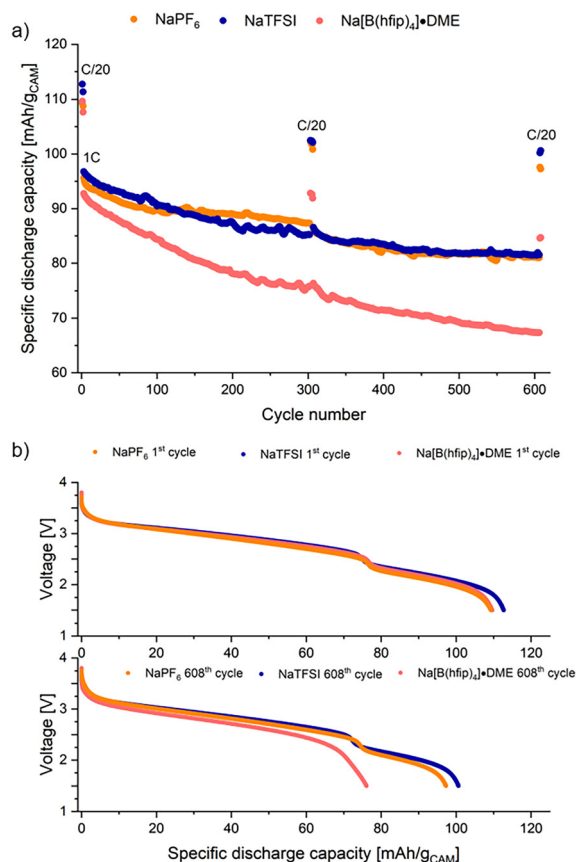 NaPF₆ NaTFSI Na[B(hfip)₄]•DME
a)
Specific discharge capacity [mAh/gCAM]
120
110
100
90
80
70
60
C/20
1C
C/20
C/20
0 100 200 300 400 500 600
Cycle number
b)
NaPF₆ 1st cycle NaTFSI 1st cycle Na[B(hfip)₄]•DME 1st cycle
Voltage [V]
4
3
2
1
0 20 40 60 80 100 120
NaPF₆ 608th cycle NaTFSI 608th cycle Na[B(hfip)₄]•DME 608th cycle
Voltage [V]
4
3
2
1
0 20 40 60 80 100 120
Specific discharge capacity [mAh/gCAM]